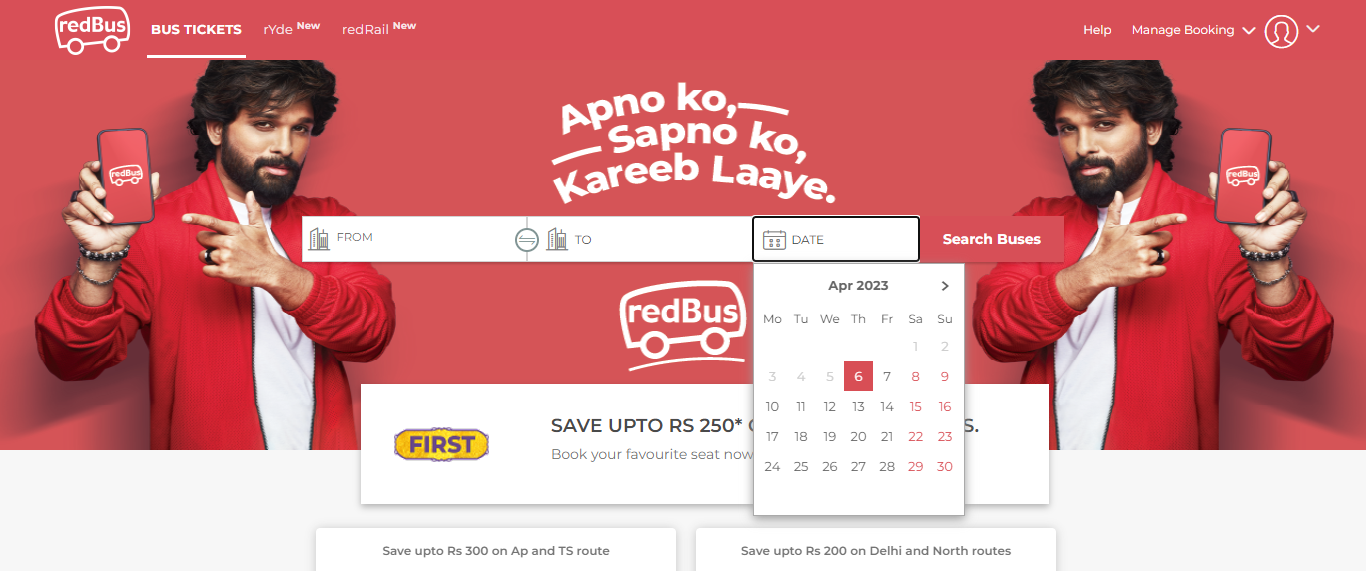 redBus
BUS TICKETS
rYde New
redRail New
Help
Manage Booking
Apno ko,
Sapno ko,
Kareeb Laaye.
redBus
redBus
FROM
TO
DATE
Search Buses
redBus
Apr 2023
Mo Tu We Th Fr Sa Su
1 2
3 4 5 6 7 8 9
10 11 12 13 14 15 16
17 18 19 20 21 22 23
24 25 26 27 28 29 30
FIRST
SAVE UPTO RS 250*
Book your favourite seat now
Save upto Rs 300 on Ap and TS route
Save upto Rs 200 on Delhi and North routes